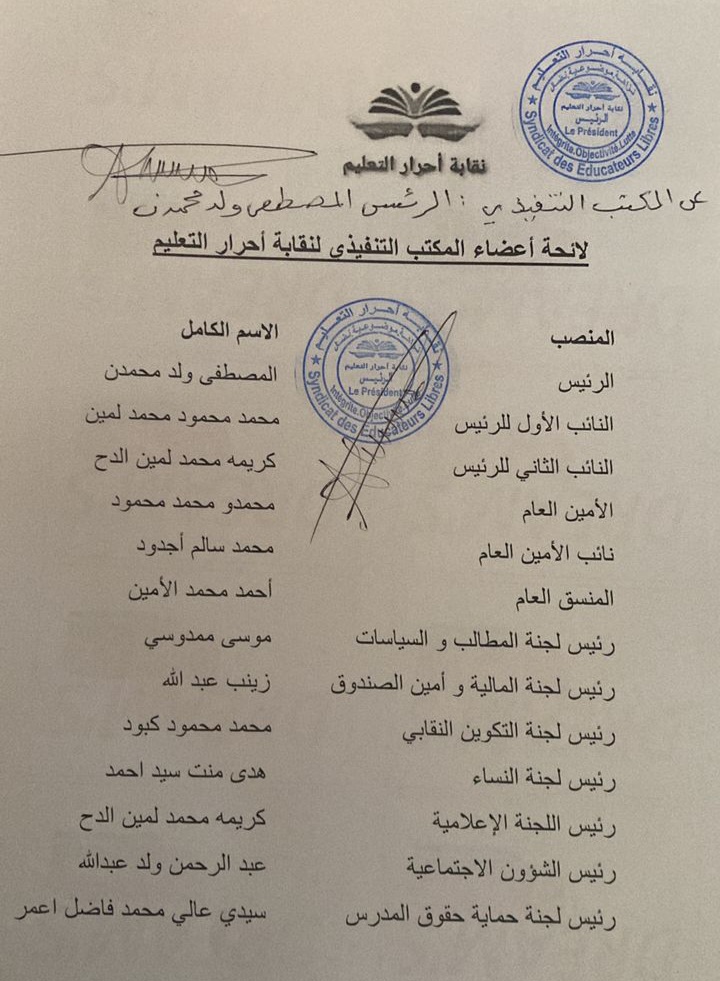 نقابة أحرار التعليم
نزاهة موضوعية نضال
نقابة أحرار التعليم
الرئيس
Le Président
Intégrité.Objectivité.Lutte
Syndicat des Educateurs Libres
نقابة أحرار التعليم
عن المكتب التنفيذي : الرئيس المصطفى ولد محمدن
لائحة أعضاء المكتب التنفيذي لنقابة أحرار التعليم
نقابة أحرار التعليم
نزاهة موضوعية نضال
نقابة أحرار التعليم
الرئيس
Le Président
Intégrité.Objectivité.Lutte
Syndicat des Educateurs Libres
المنصب الاسم الكامل
الرئيس المصطفى ولد محمدن
النائب الأول للرئيس محمد محمود محمد لمين
النائب الثاني للرئيس كريمه محمد لمين الدح
الأمين العام محمدو محمد محمود
نائب الأمين العام محمد سالم أجدود
المنسق العام أحمد محمد الأمين
رئيس لجنة المطالب و السياسات موسى ممدوسي
رئيس لجنة المالية و أمين الصندوق زينب عبد الله
رئيس لجنة التكوين النقابي محمد محمود كبود
رئيس لجنة النساء هدى منت سيد احمد
رئيس اللجنة الإعلامية كريمه محمد لمين الدح
رئيس الشؤون الاجتماعية عبد الرحمن ولد عبدالله
رئيس لجنة حماية حقوق المدرس سيدي عالي محمد فاضل اعمر